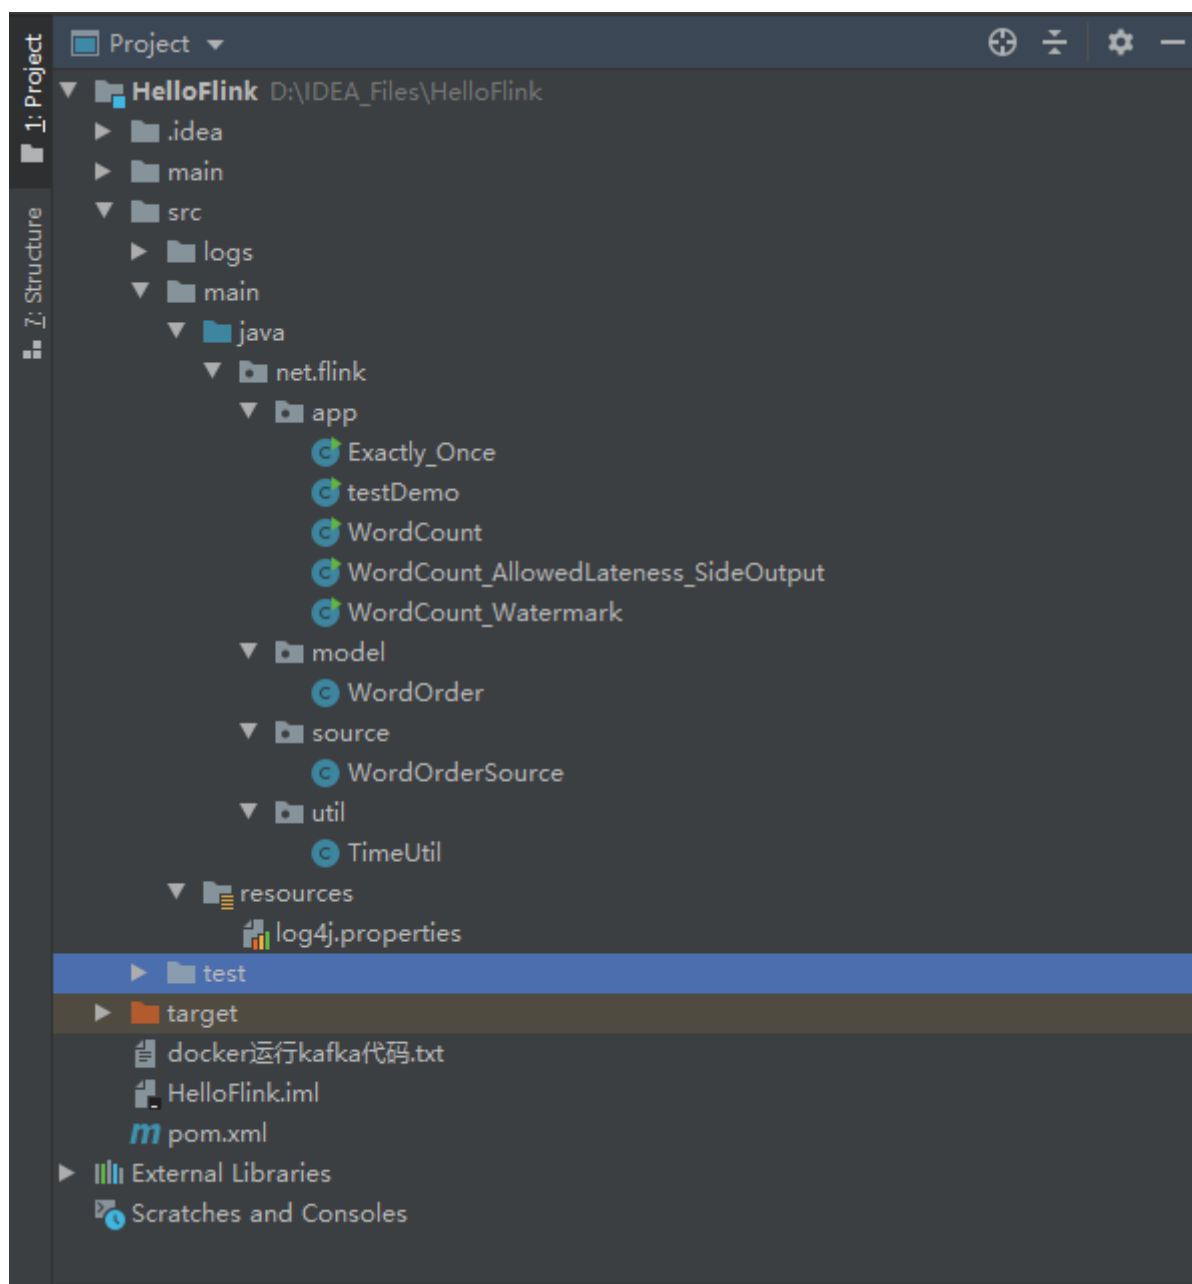 Project
1: Project
7: Structure
HelloFlink D:\IDEA_Files\HelloFlink
.idea
main
src
logs
main
java
net.flink
app
Exactly_Once
testDemo
WordCount
WordCount_AllowedLateness_SideOutput
WordCount_Watermark
model
WordOrder
source
WordOrderSource
util
TimeUtil
resources
log4j.properties
test
target
docker运行kafka代码.txt
HelloFlink.iml
pom.xml
External Libraries
Scratches and Consoles